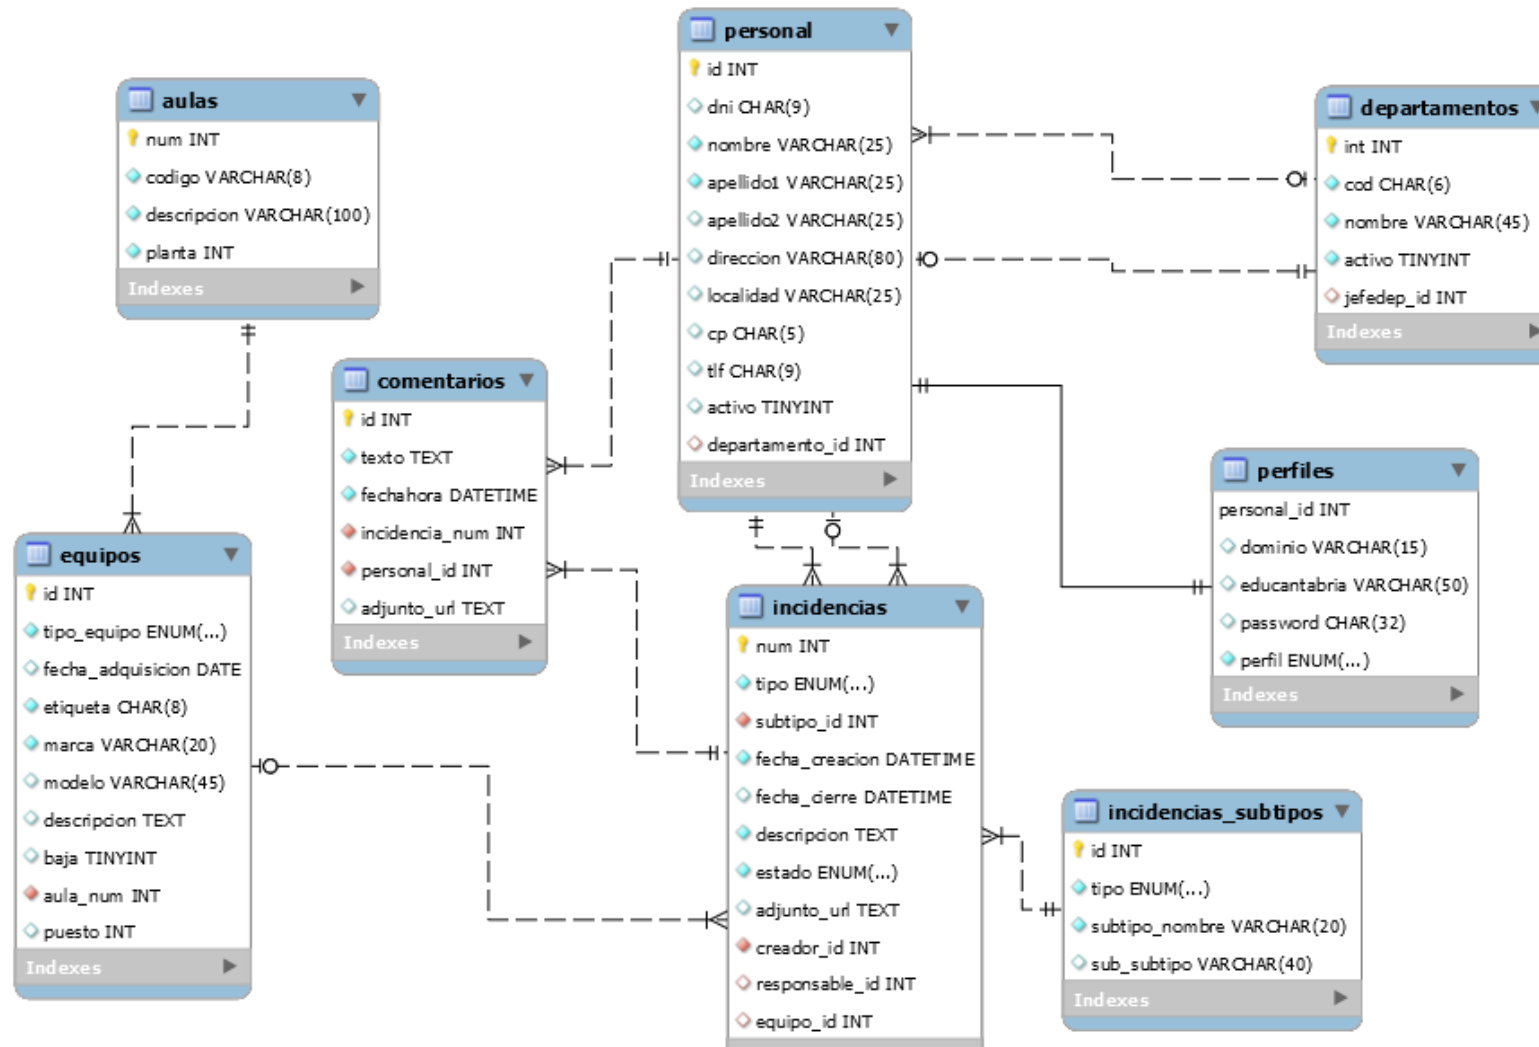 personal
id INT
dni CHAR(9)
nombre VARCHAR(25)
apellido1 VARCHAR(25)
apellido2 VARCHAR(25)
direccion VARCHAR(80)
localidad VARCHAR(25)
cp CHAR(5)
tlf CHAR(9)
activo TINYINT
departamento_id INT
Indexes
aulas
num INT
codigo VARCHAR(8)
descripcion VARCHAR(100)
planta INT
Indexes
departamentos
int INT
cod CHAR(6)
nombre VARCHAR(45)
activo TINYINT
jefedep_id INT
Indexes
comentarios
id INT
texto TEXT
fechahora DATETIME
incidencia_num INT
personal_id INT
adjunto_url TEXT
Indexes
perfiles
personal_id INT
dominio VARCHAR(15)
educantabria VARCHAR(50)
password CHAR(32)
perfil ENUM(...)
Indexes
equipos
id INT
tipo_equipo ENUM(...)
fecha_adquisicion DATE
etiqueta CHAR(8)
marca VARCHAR(20)
modelo VARCHAR(45)
descripcion TEXT
baja TINYINT
aula_num INT
puesto INT
Indexes
incidencias
num INT
tipo ENUM(...)
subtipo_id INT
fecha_creacion DATETIME
fecha_cierre DATETIME
descripcion TEXT
estado ENUM(...)
adjunto_url TEXT
creador_id INT
responsable_id INT
equipo_id INT
incidencias_subtipos
id INT
tipo ENUM(...)
subtipo_nombre VARCHAR(20)
sub_subtipo VARCHAR(40)
Indexes